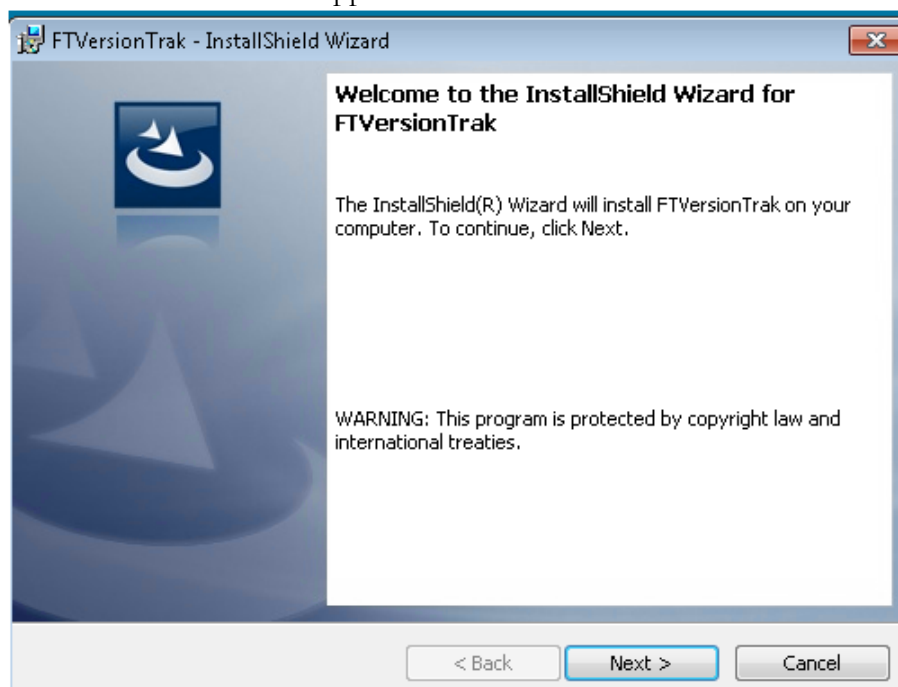 FTVersionTrak - InstallShield Wizard
Welcome to the InstallShield Wizard for
FTVersionTrak
The InstallShield(R) Wizard will install FTVersionTrak on your
computer. To continue, click Next.
WARNING: This program is protected by copyright law and
international treaties.
< Back Next > Cancel